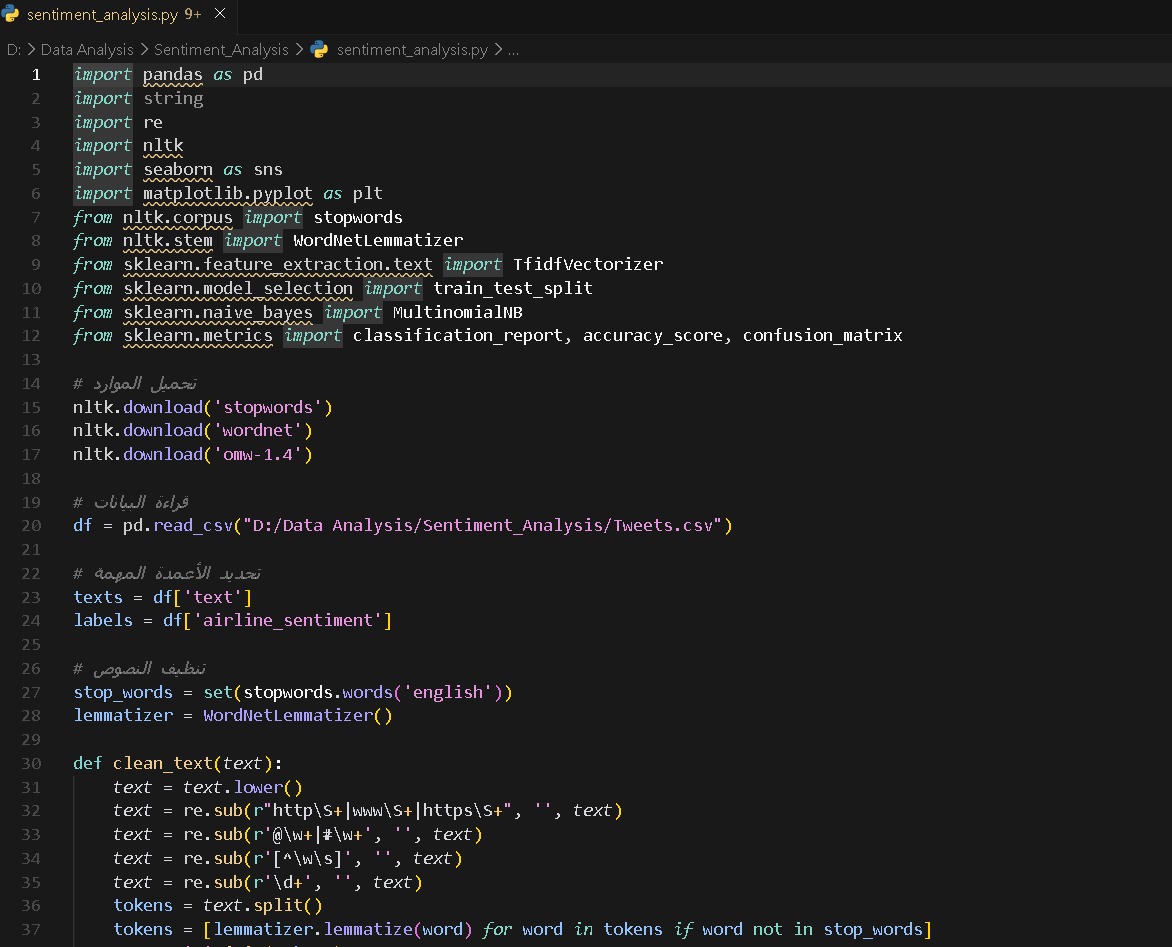 sentiment_analysis.py 9+
D: > Data Analysis > Sentiment_Analysis > sentiment_analysis.py > ...
1 import pandas as pd
2 import string
3 import re
4 import nltk
5 import seaborn as sns
6 import matplotlib.pyplot as plt
7 from nltk.corpus import stopwords
8 from nltk.stem import WordNetLemmatizer
9 from sklearn.feature_extraction.text import TfidfVectorizer
10 from sklearn.model_selection import train_test_split
11 from sklearn.naive_bayes import MultinomialNB
12 from sklearn.metrics import classification_report, accuracy_score, confusion_matrix
13
14 # تحميل الموارد
15 nltk.download('stopwords')
16 nltk.download('wordnet')
17 nltk.download('omw-1.4')
18
19 # قراءة البيانات
20 df = pd.read_csv("D:/Data Analysis/Sentiment_Analysis/Tweets.csv")
21
22 # تحديد الأعمدة المهمة
23 texts = df['text']
24 labels = df['airline_sentiment']
25
26 # تنظيف النصوص
27 stop_words = set(stopwords.words('english'))
28 lemmatizer = WordNetLemmatizer()
29
30 def clean_text(text):
31 text = text.lower()
32 text = re.sub(r"http\S+|www\S+|https\S+", '', text)
33 text = re.sub(r'@\w+|#\w+', '', text)
34 text = re.sub(r'[^\w\s]', '', text)
35 text = re.sub(r'\d+', '', text)
36 tokens = text.split()
37 tokens = [lemmatizer.lemmatize(word) for word in tokens if word not in stop_words]